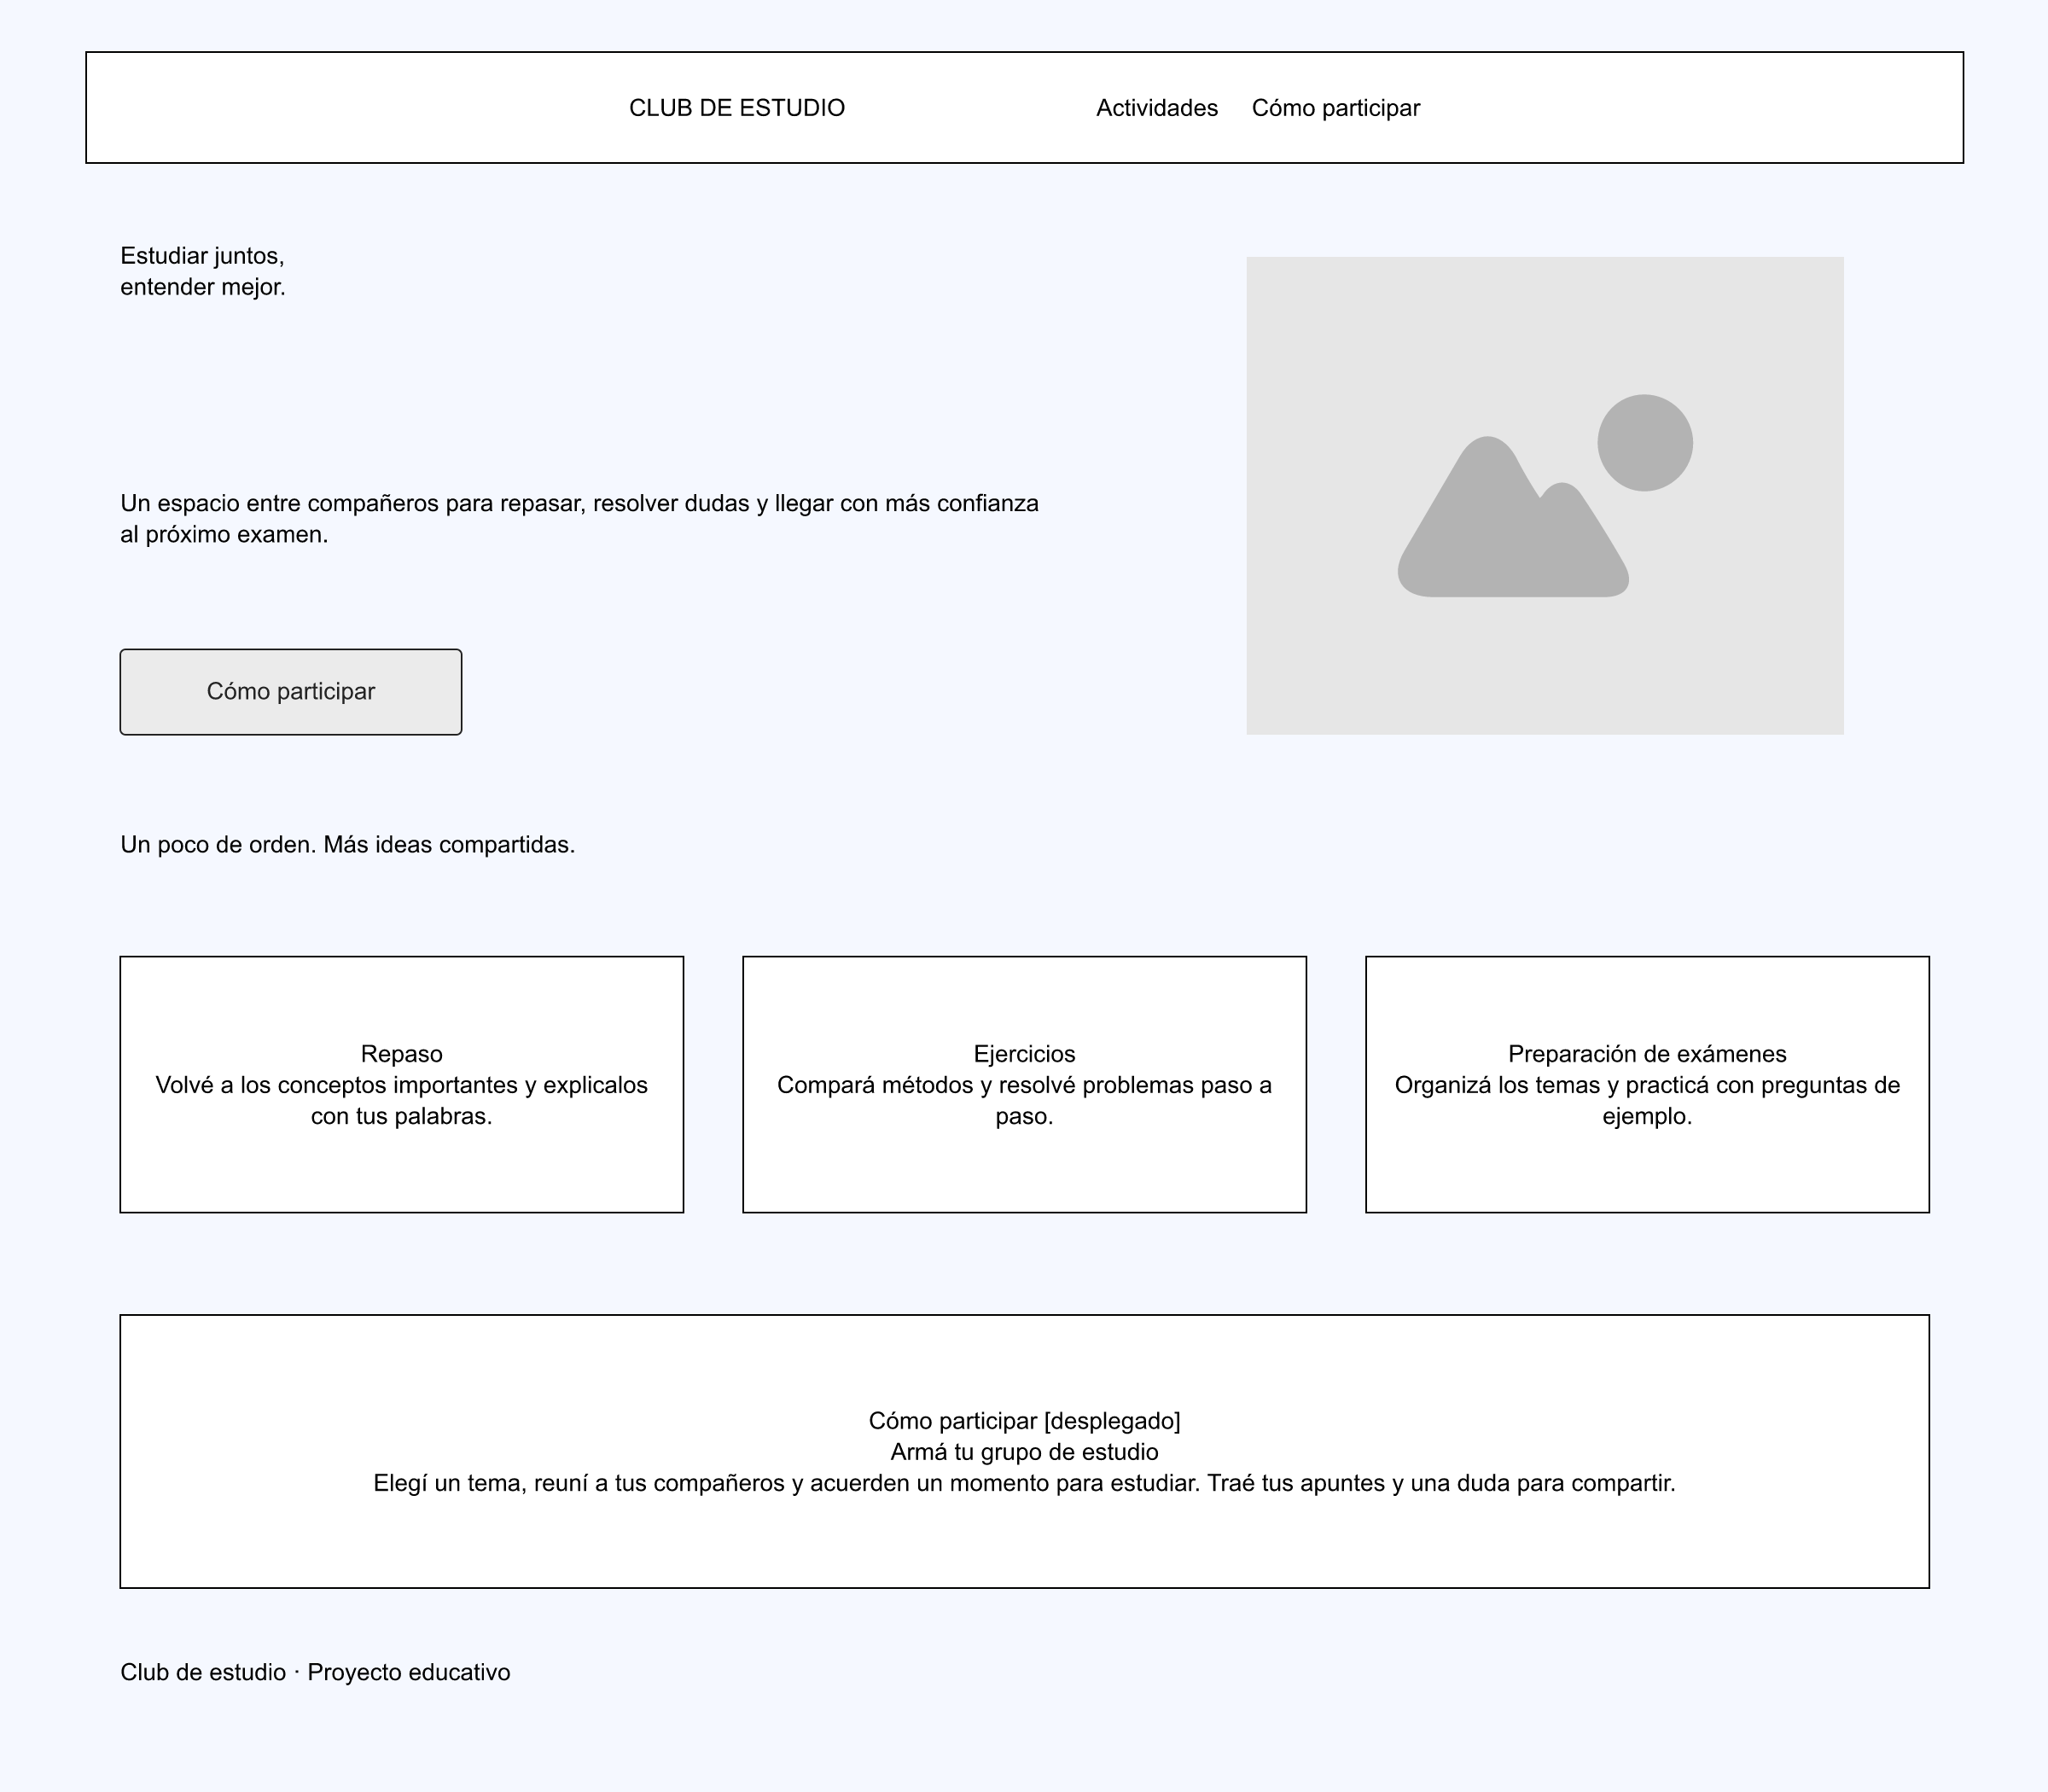 CLUB DE ESTUDIO Actividades Cómo participar
Estudiar juntos,
entender mejor.
Un espacio entre compañeros para repasar, resolver dudas y llegar con más confianza
al próximo examen.
Cómo participar
Un poco de orden. Más ideas compartidas.
Repaso
Volvé a los conceptos importantes y explicalos
con tus palabras.
Ejercicios
Compará métodos y resolvé problemas paso a
paso.
Preparación de exámenes
Organizá los temas y practicá con preguntas de
ejemplo.
Cómo participar [desplegado]
Armá tu grupo de estudio
Elegí un tema, reuní a tus compañeros y acuerden un momento para estudiar. Traé tus apuntes y una duda para compartir.
Club de estudio · Proyecto educativo